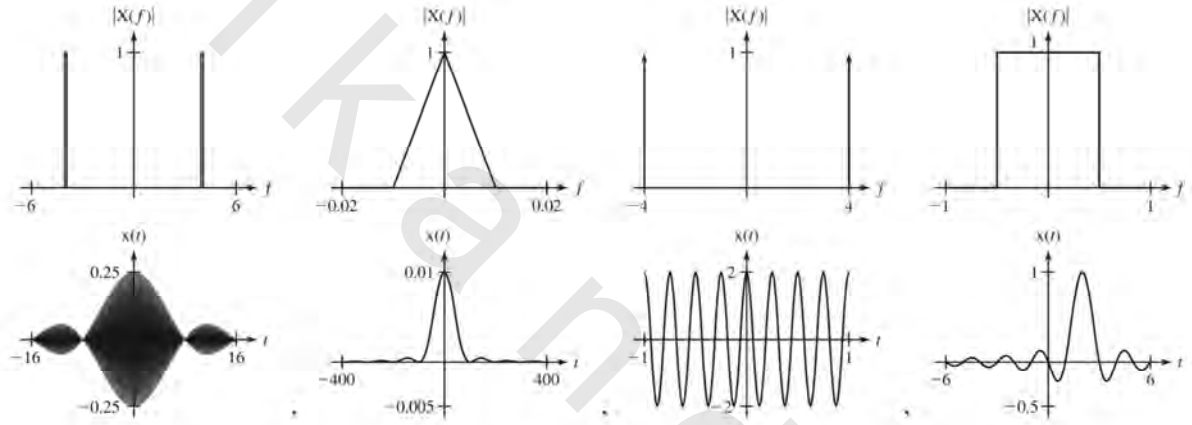 |X(f)| |X(f)| |X(f)| |X(f)|
1 1 1 1
-6 6 f -0.02 0.02 f -4 4 f -1 1 f
x(t) x(t) x(t) x(t)
0.25 0.01 2 1
-16 16 t -400 400 t -1 1 t -6 6 t
-0.25 , -0.005 , -2 , -0.5